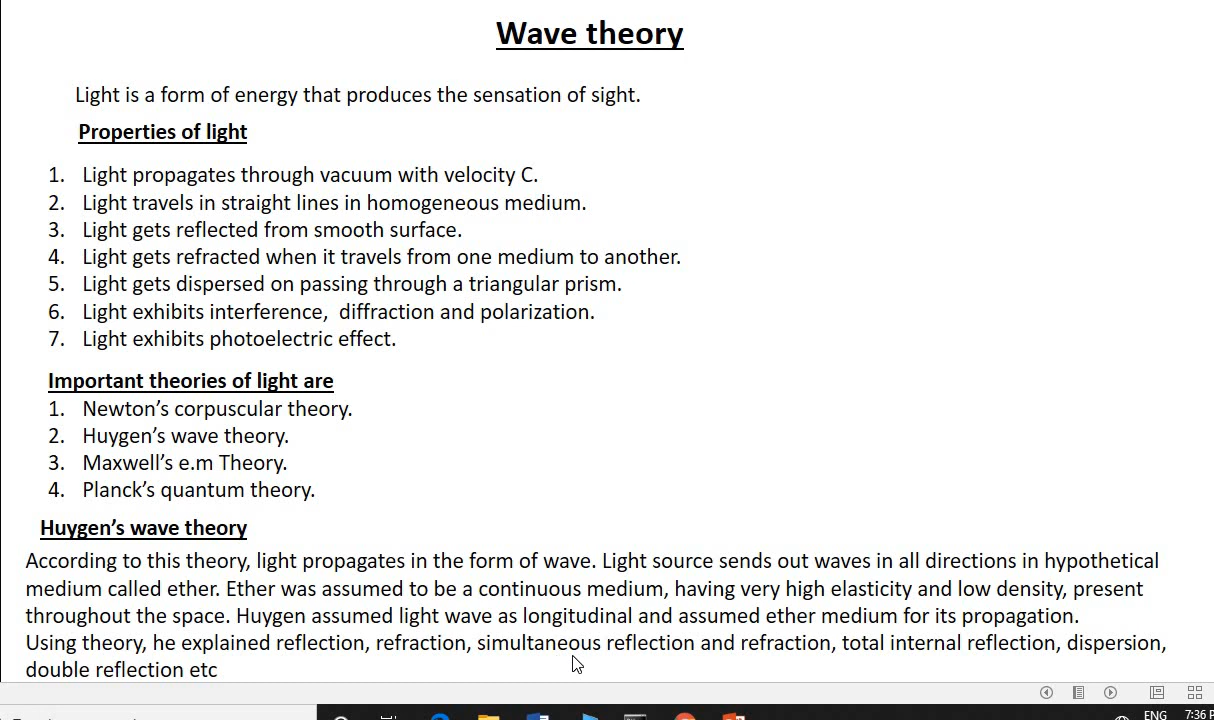 Wave theory
Light is a form of energy that produces the sensation of sight.
Properties of light
1. Light propagates through vacuum with velocity C.
2. Light travels in straight lines in homogeneous medium.
3. Light gets reflected from smooth surface.
4. Light gets refracted when it travels from one medium to another.
5. Light gets dispersed on passing through a triangular prism.
6. Light exhibits interference, diffraction and polarization.
7. Light exhibits photoelectric effect.
Important theories of light are
1. Newton’s corpuscular theory.
2. Huygen’s wave theory.
3. Maxwell’s e.m Theory.
4. Planck’s quantum theory.
Huygen’s wave theory
According to this theory, light propagates in the form of wave. Light source sends out waves in all directions in hypothetical
medium called ether. Ether was assumed to be a continuous medium, having very high elasticity and low density, present
throughout the space. Huygen assumed light wave as longitudinal and assumed ether medium for its propagation.
Using theory, he explained reflection, refraction, simultaneous reflection and refraction, total internal reflection, dispersion,
double reflection etc
ENG 7:36 P